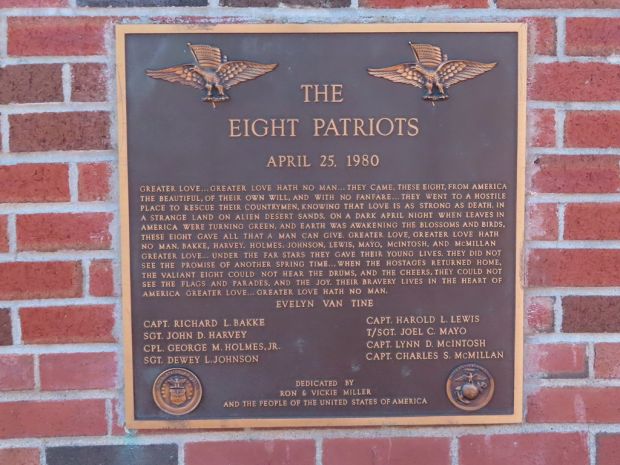 THE
EIGHT PATRIOTS
APRIL 25, 1980
GREATER LOVE... GREATER LOVE HATH NO MAN... THEY CAME, THESE EIGHT, FROM AMERICA
THE BEAUTIFUL, OF THEIR OWN WILL, AND WITH NO FANFARE... THEY WENT TO A HOSTILE
PLACE TO RESCUE THEIR COUNTRYMEN, KNOWING THAT LOVE IS AS STRONG AS DEATH, IN
A STRANGE LAND ON ALIEN DESERT SANDS, ON A DARK APRIL NIGHT WHEN LEAVES IN
AMERICA WERE TURNING GREEN, AND EARTH WAS AWAKENING THE BLOSSOMS AND BIRDS,
THESE EIGHT GAVE ALL THAT A MAN CAN GIVE. GREATER LOVE, GREATER LOVE HATH
NO MAN, BAKKE, HARVEY, HOLMES, JOHNSON, LEWIS, MAYO, McINTOSH, AND McMILLAN
GREATER LOVE... UNDER THE FAR STARS THEY GAVE THEIR YOUNG LIVES, THEY DID NOT
SEE THE PROMISE OF ANOTHER SPRING TIME... WHEN THE HOSTAGES RETURNED HOME,
THE VALIANT EIGHT COULD NOT HEAR THE DRUMS, AND THE CHEERS, THEY COULD NOT
SEE THE FLAGS AND PARADES, AND THE JOY. THEIR BRAVERY LIVES IN THE HEART OF
AMERICA GREATER LOVE... GREATER LOVE HATH NO MAN.
EVELYN VAN TINE
CAPT. RICHARD L. BAKKE
SGT. JOHN D. HARVEY
CPL. GEORGE M. HOLMES, JR.
SGT. DEWEY L. JOHNSON
CAPT. HAROLD L. LEWIS
T/SGT. JOEL C. MAYO
CAPT. LYNN D. McINTOSH
CAPT. CHARLES S. McMILLAN
DEDICATED BY
RON & VICKIE MILLER
AND THE PEOPLE OF THE UNITED STATES OF AMERICA